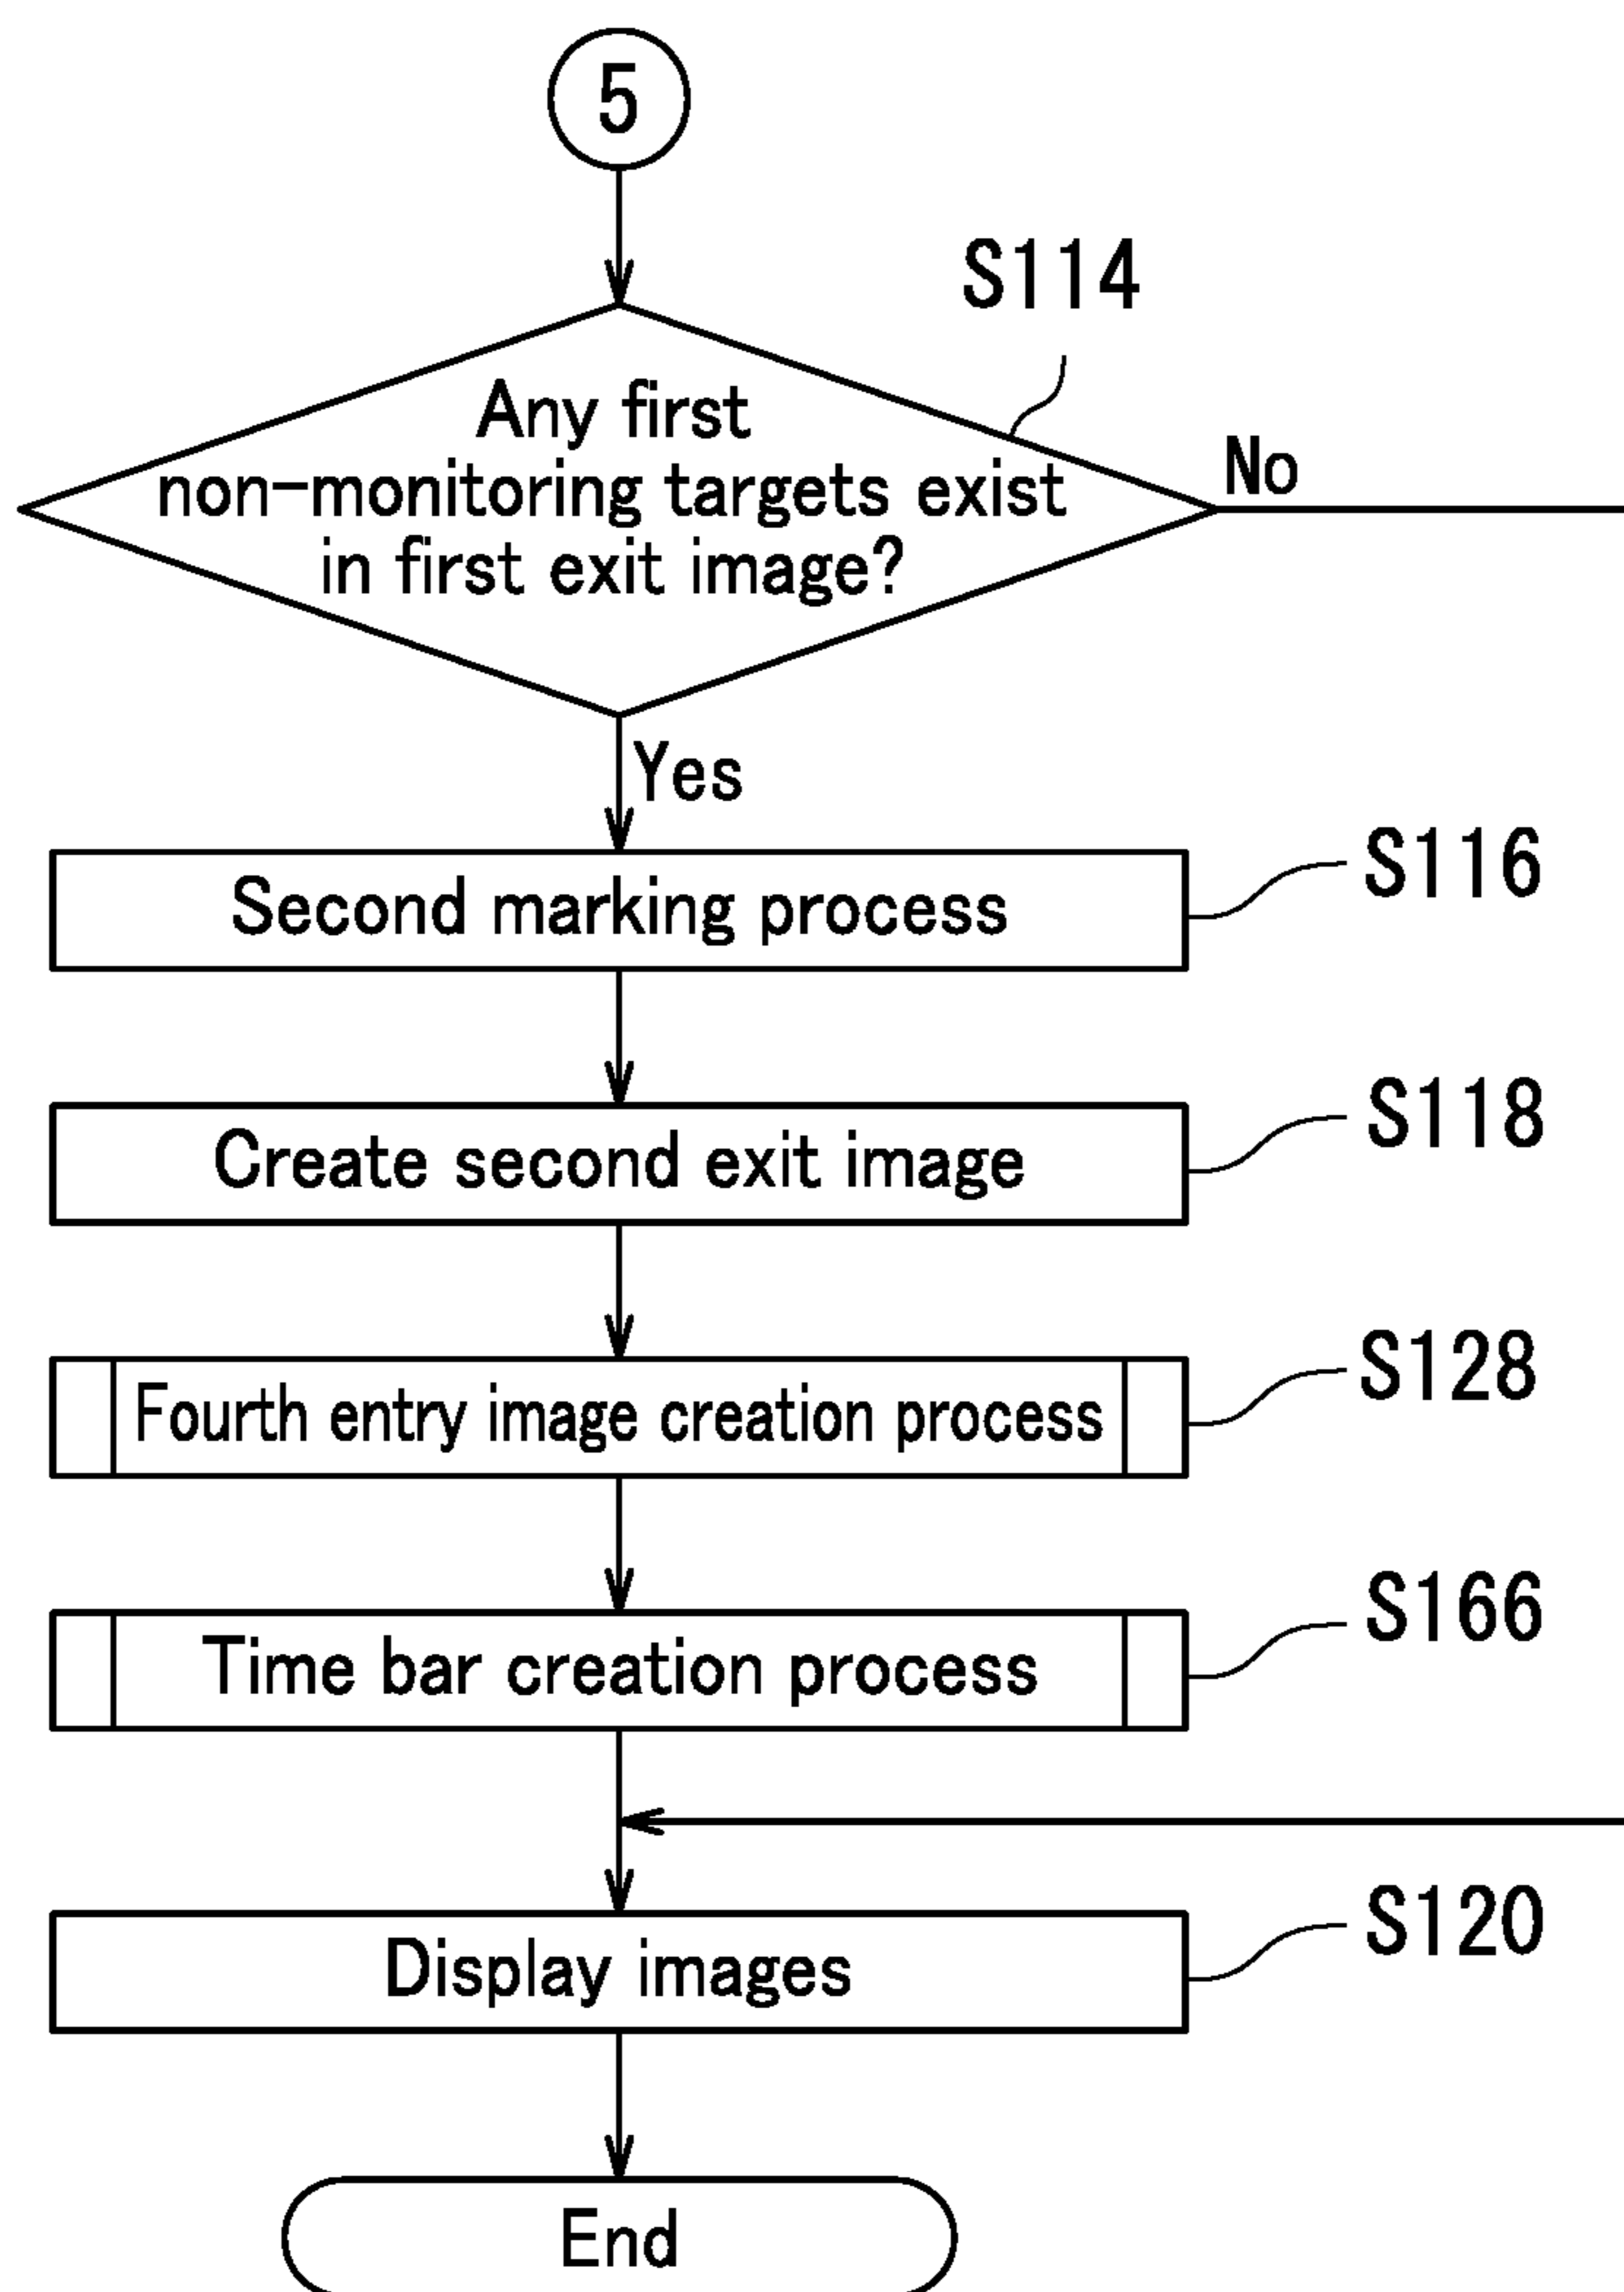 5
S114
Any first
non-monitoring targets exist
in first exit image?
No
Yes
Second marking process
S116
Create second exit image
S118
Fourth entry image creation process
S128
Time bar creation process
S166
Display images
S120
End